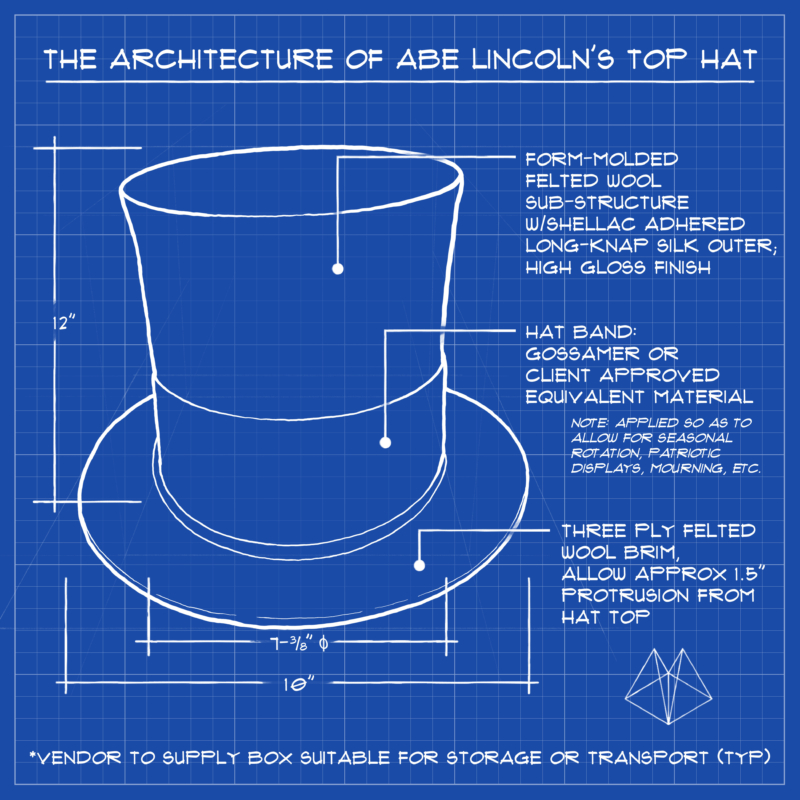 THE ARCHITECTURE OF ABE LINCOLN'S TOP HAT
FORM-MOLDED
FELTED WOOL
SUB-STRUCTURE
W/SHELLAC ADHERED
LONG-KNAP SILK OUTER;
HIGH GLOSS FINISH
12"
HAT BAND:
GOSSAMER OR
CLIENT APPROVED
EQUIVALENT MATERIAL
NOTE: APPLIED SO AS TO
ALLOW FOR SEASONAL
ROTATION, PATRIOTIC
DISPLAYS, MOURNING, ETC.
THREE PLY FELTED
WOOL BRIM,
ALLOW APPROX 1.5"
PROTRUSION FROM
HAT TOP
7-3/8" ϕ
10"
*VENDOR TO SUPPLY BOX SUITABLE FOR STORAGE OR TRANSPORT (TYP)